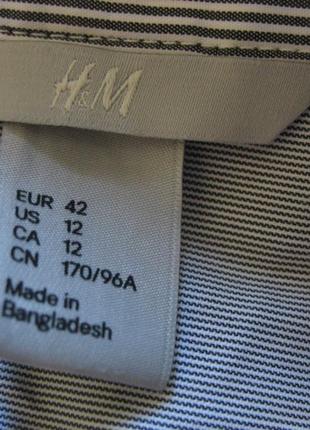 H&M
EUR 42
US 12
CA 12
CN 170/96A
Made in
Bangladesh